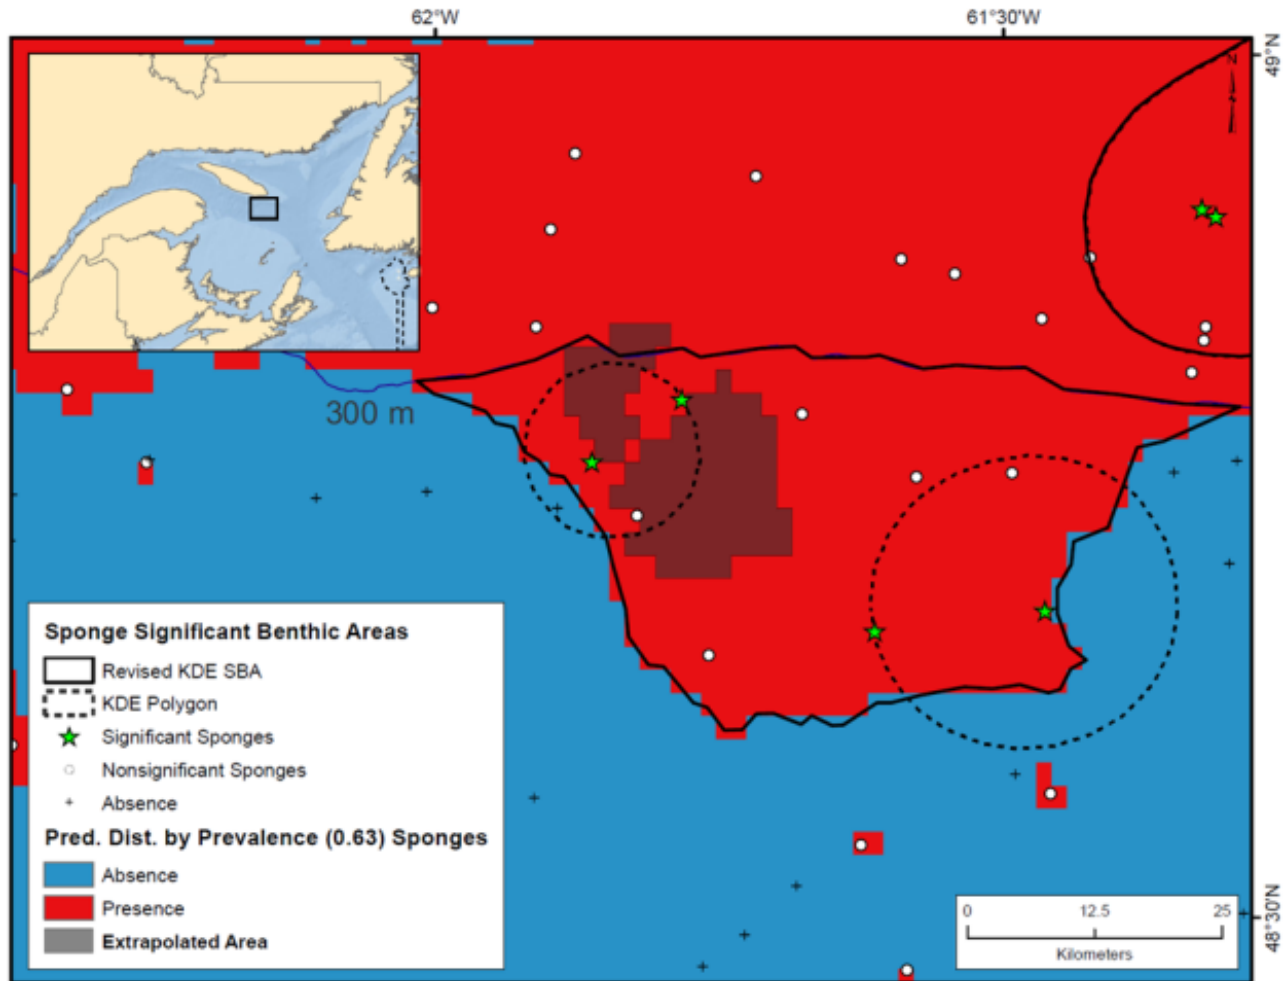 62°W
61°30'W
49°N
N
300 m
Sponge Significant Benthic Areas
Revised KDE SBA
KDE Polygon
Significant Sponges
Nonsignificant Sponges
Absence
Pred. Dist. by Prevalence (0.63) Sponges
Absence
Presence
Extrapolated Area
0 12.5 25
Kilometers
48°30'N